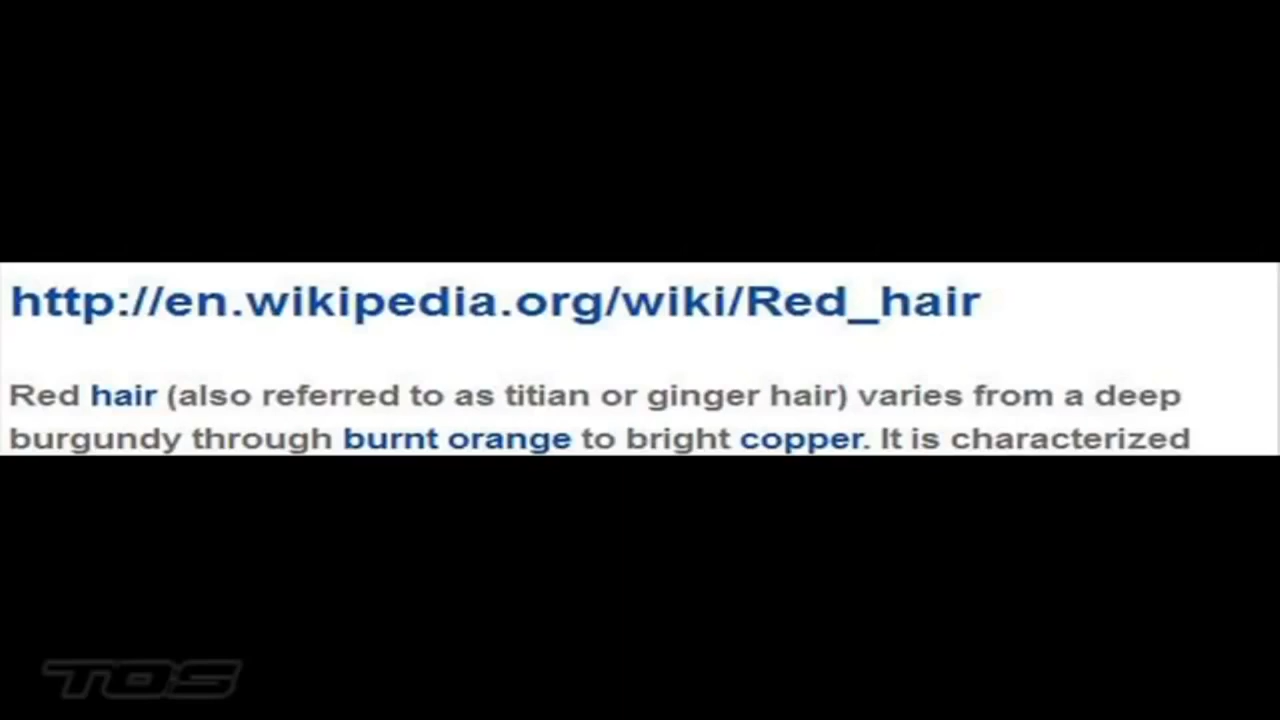 http://en.wikipedia.org/wiki/Red_hair
Red hair (also referred to as titian or ginger hair) varies from a deep
burgundy through burnt orange to bright copper. It is characterized
TOS